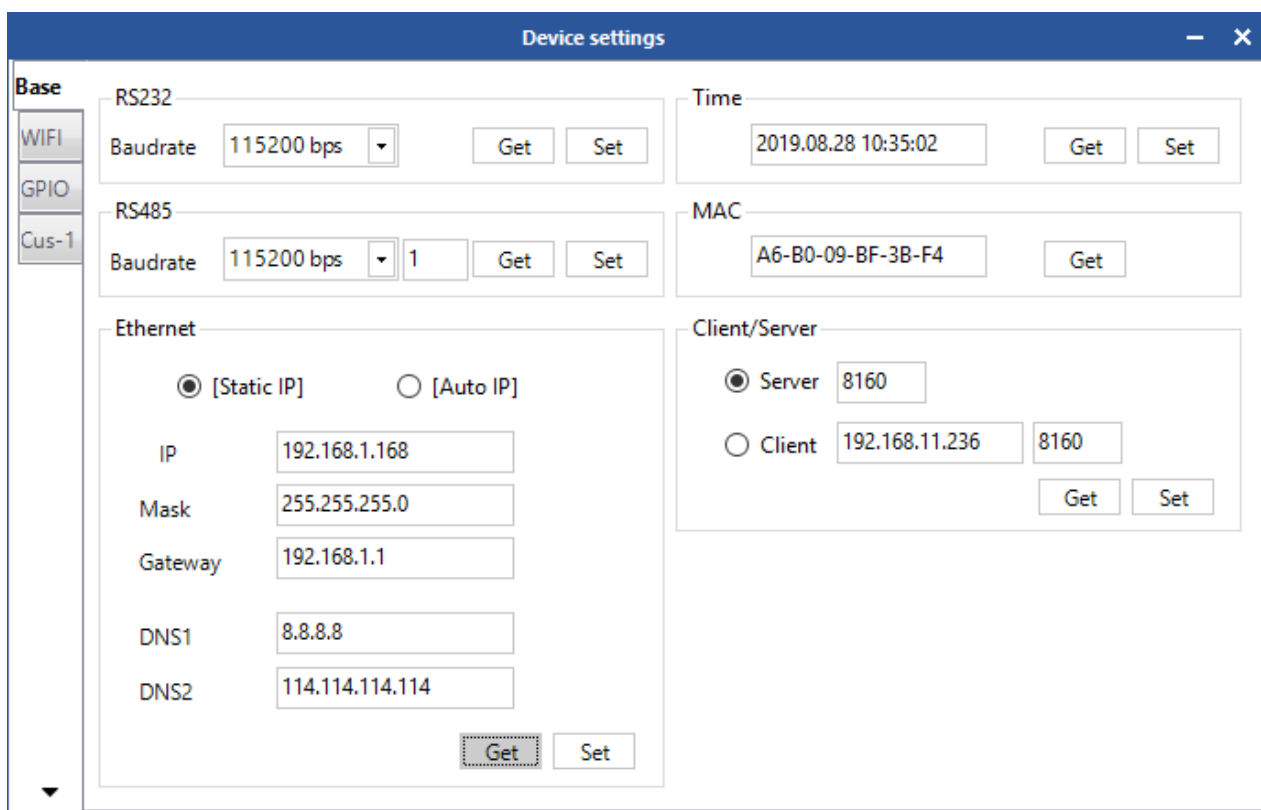 Device settings
Base
WIFI
GPIO
Cus-1
RS232
Baudrate 115200 bps Get Set
RS485
Baudrate 115200 bps 1 Get Set
Ethernet
[Static IP] [Auto IP]
IP 192.168.1.168
Mask 255.255.255.0
Gateway 192.168.1.1
DNS1 8.8.8.8
DNS2 114.114.114.114
Get Set
Time
2019.08.28 10:35:02 Get Set
MAC
A6-B0-09-BF-3B-F4 Get
Client/Server
Server 8160
Client 192.168.11.236 8160
Get Set